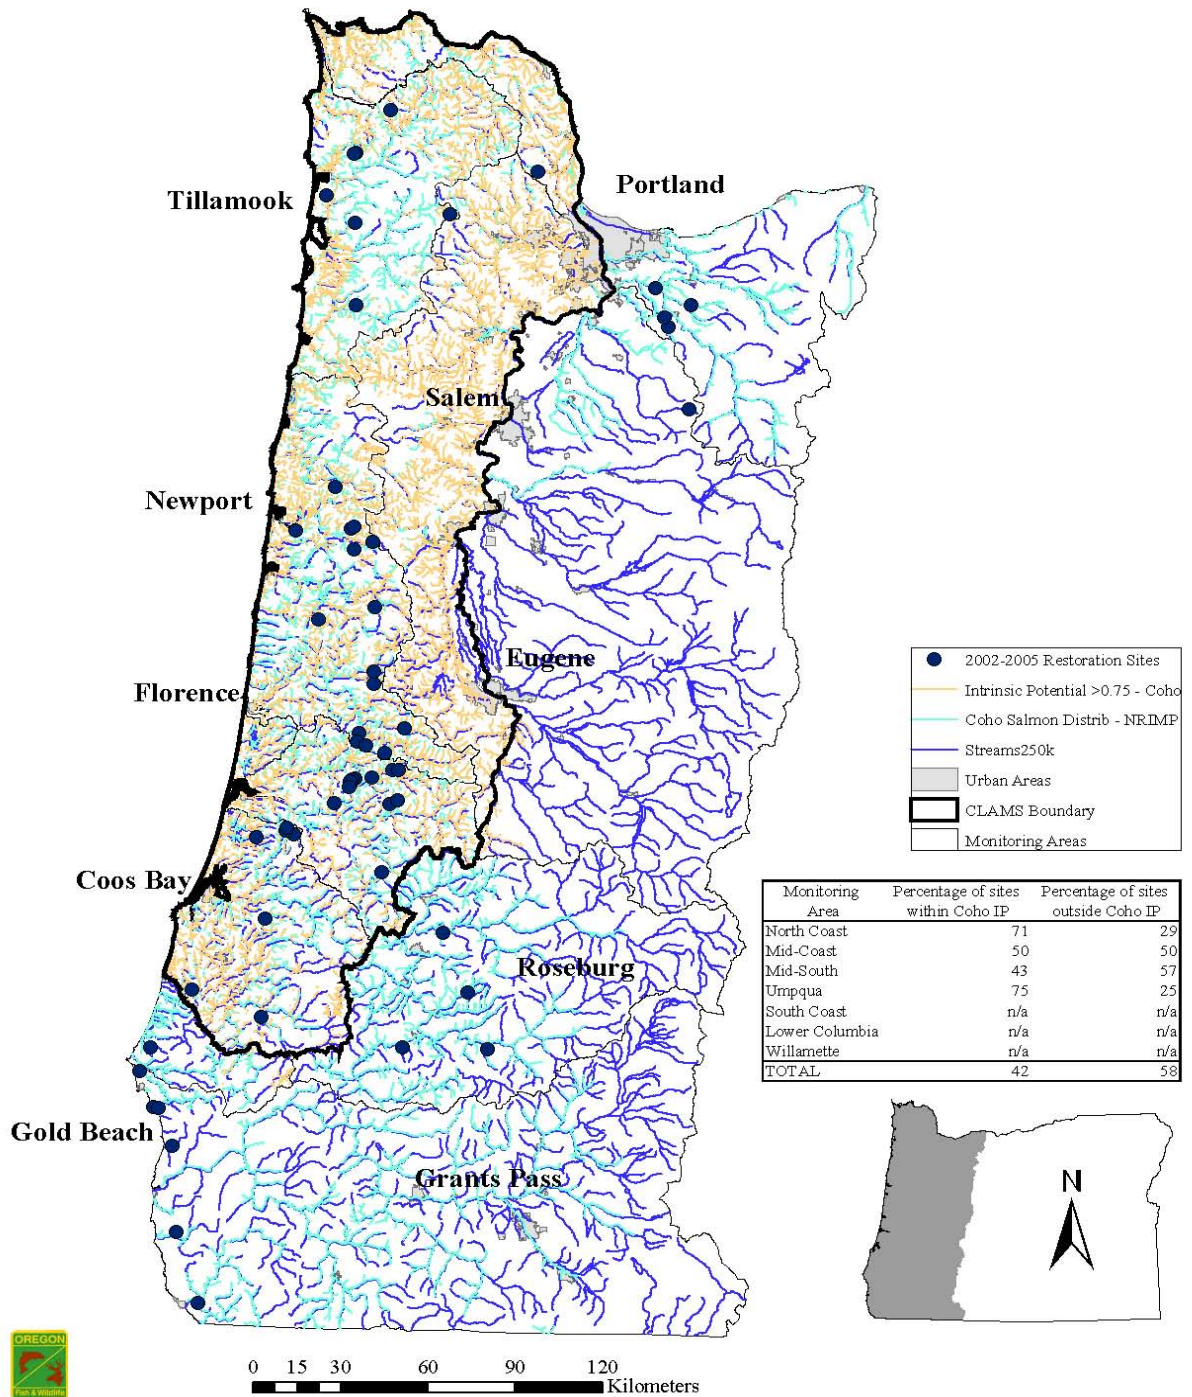 Portland
Tillamook
Salem
Newport
Eugene
Florence
Coos Bay
Roseburg
Gold Beach
Grants Pass
2002-2005 Restoration Sites
Intrinsic Potential >0.75 - Coho
Coho Salmon Distrib - NRIMP
Streams250k
Urban Areas
CLAMS Boundary
Monitoring Areas
Monitoring Area Percentage of sites within Coho IP Percentage of sites outside Coho IP
North Coast 71 29
Mid-Coast 50 50
Mid-South 43 57
Umpqua 75 25
South Coast n/a n/a
Lower Columbia n/a n/a
Willamette n/a n/a
TOTAL 42 58
N
OREGON
Fish & Wildlife
0 15 30 60 90 120
Kilometers